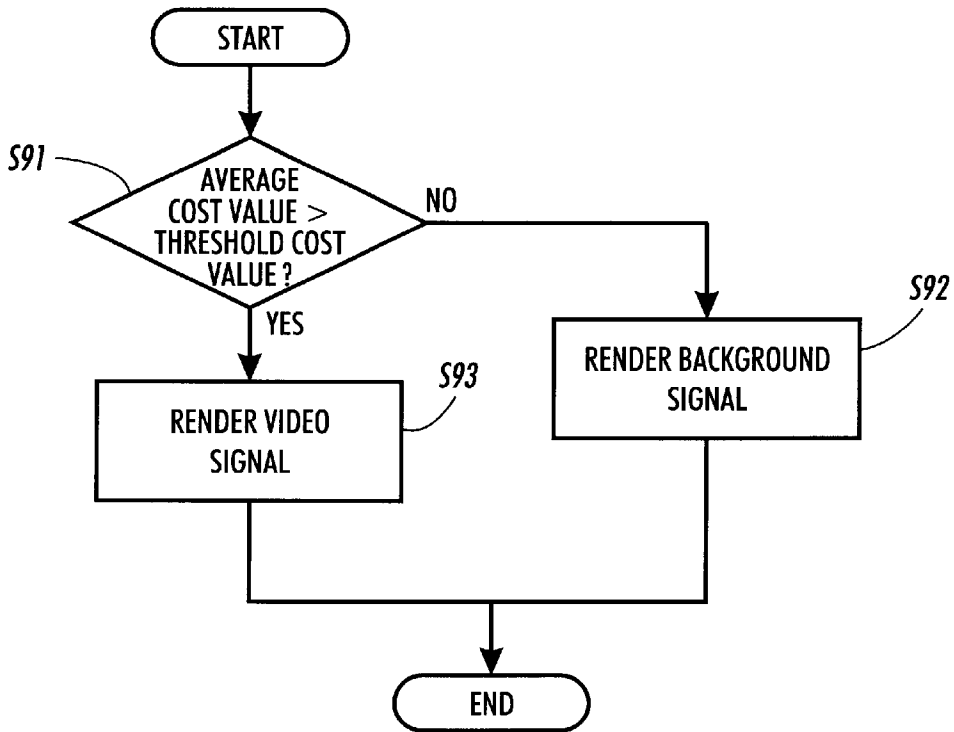 START
S91
AVERAGE
COST VALUE >
THRESHOLD COST
VALUE?
NO
YES
S92
RENDER BACKGROUND
SIGNAL
S93
RENDER VIDEO
SIGNAL
END